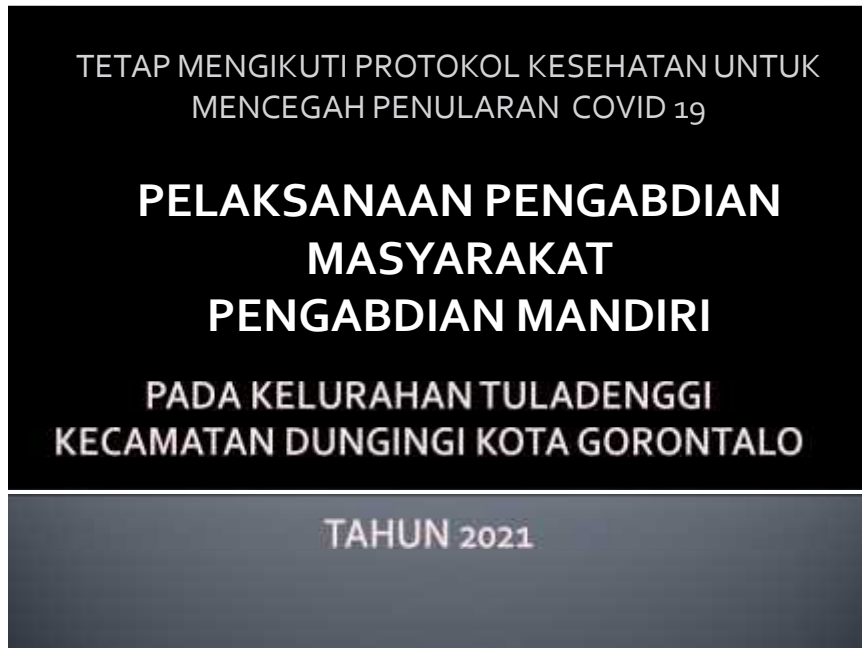 TETAP MENGIKUTI PROTOKOL KESEHATAN UNTUK
MENCEGAH PENULARAN COVID 19
PELAKSANAAN PENGABDIAN
MASYARAKAT
PENGABDIAN MANDIRI
PADA KELURAHAN TULADENGGI
KECAMATAN DUNGINGI KOTA GORONTALO
TAHUN 2021